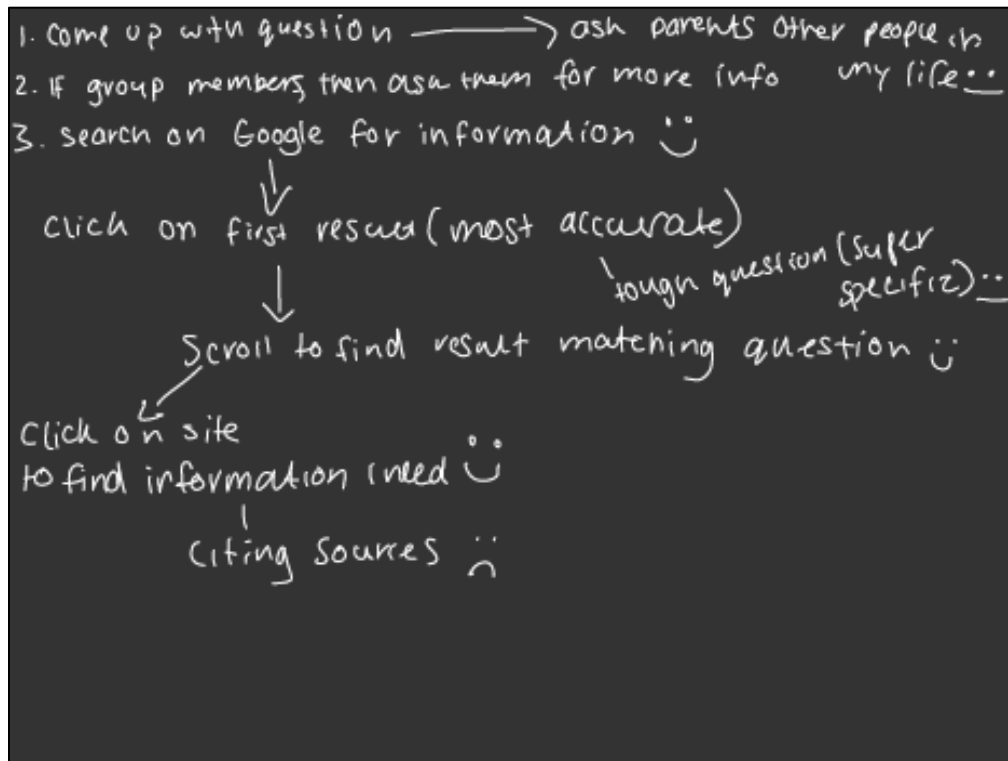 1. Come up with question → ask parents other people in
my life
2. If group members, then ask them for more info
3. Search on Google for information
Click on first result (most accurate)
tough question (super
specific)
Scroll to find result matching question
Click on site
to find information i need
Citing sources